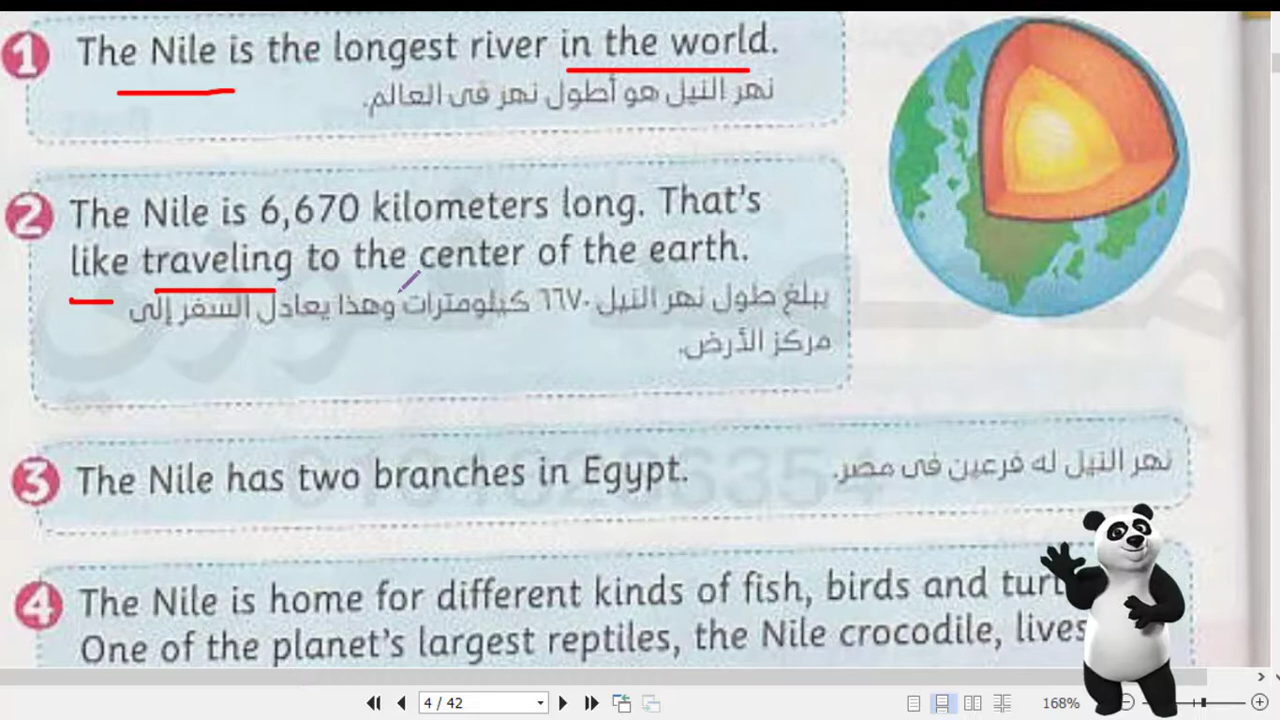 1 The Nile is the longest river in the world.
نهر النيل هو أطول نهر فى العالم.
2 The Nile is 6,670 kilometers long. That's
like traveling to the center of the earth.
يبلغ طول نهر النيل ٦٦٧٠ كيلومترات وهذا يعادل السفر إلى
مركز الأرض.
3 The Nile has two branches in Egypt.
نهر النيل له فرعين فى مصر.
4 The Nile is home for different kinds of fish, birds and
One of the planet's largest reptiles, the Nile crocodile, lives
4 / 42
168%